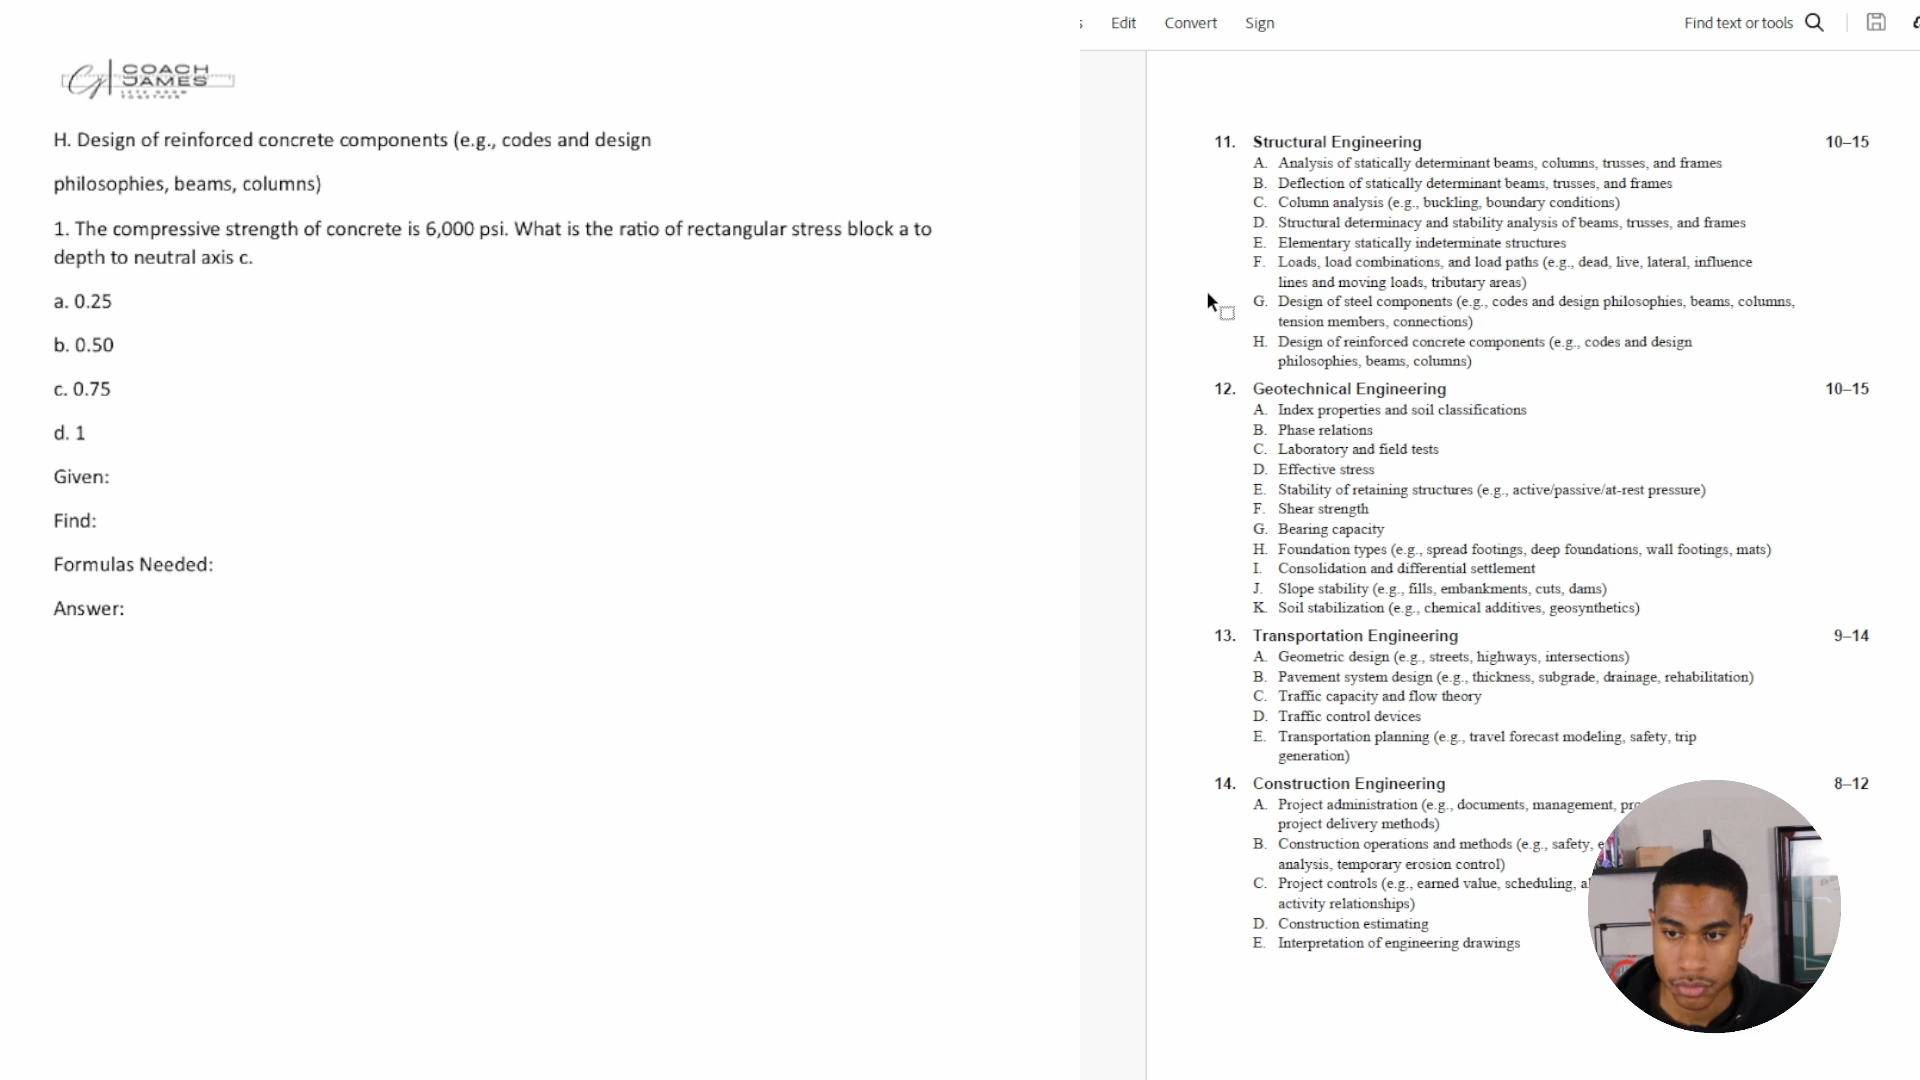 COACH
JAMES
H. Design of reinforced concrete components (e.g., codes and design
philosophies, beams, columns)
1. The compressive strength of concrete is 6,000 psi. What is the ratio of rectangular stress block a to
depth to neutral axis c.
a. 0.25
b. 0.50
c. 0.75
d. 1
Given:
Find:
Formulas Needed:
Answer:
Edit Convert Sign Find text or tools
11. Structural Engineering 10–15
A. Analysis of statically determinant beams, columns, trusses, and frames
B. Deflection of statically determinant beams, trusses, and frames
C. Column analysis (e.g., buckling, boundary conditions)
D. Structural determinacy and stability analysis of beams, trusses, and frames
E. Elementary statically indeterminate structures
F. Loads, load combinations, and load paths (e.g., dead, live, lateral, influence
lines and moving loads, tributary areas)
G. Design of steel components (e.g., codes and design philosophies, beams, columns,
tension members, connections)
H. Design of reinforced concrete components (e.g., codes and design
philosophies, beams, columns)
12. Geotechnical Engineering 10–15
A. Index properties and soil classifications
B. Phase relations
C. Laboratory and field tests
D. Effective stress
E. Stability of retaining structures (e.g., active/passive/at-rest pressure)
F. Shear strength
G. Bearing capacity
H. Foundation types (e.g., spread footings, deep foundations, wall footings, mats)
I. Consolidation and differential settlement
J. Slope stability (e.g., fills, embankments, cuts, dams)
K. Soil stabilization (e.g., chemical additives, geosynthetics)
13. Transportation Engineering 9–14
A. Geometric design (e.g., streets, highways, intersections)
B. Pavement system design (e.g., thickness, subgrade, drainage, rehabilitation)
C. Traffic capacity and flow theory
D. Traffic control devices
E. Transportation planning (e.g., travel forecast modeling, safety, trip
generation)
14. Construction Engineering 8–12
A. Project administration (e.g., documents, management,
project delivery methods)
B. Construction operations and methods (e.g., safety,
analysis, temporary erosion control)
C. Project controls (e.g., earned value, scheduling,
activity relationships)
D. Construction estimating
E. Interpretation of engineering drawings